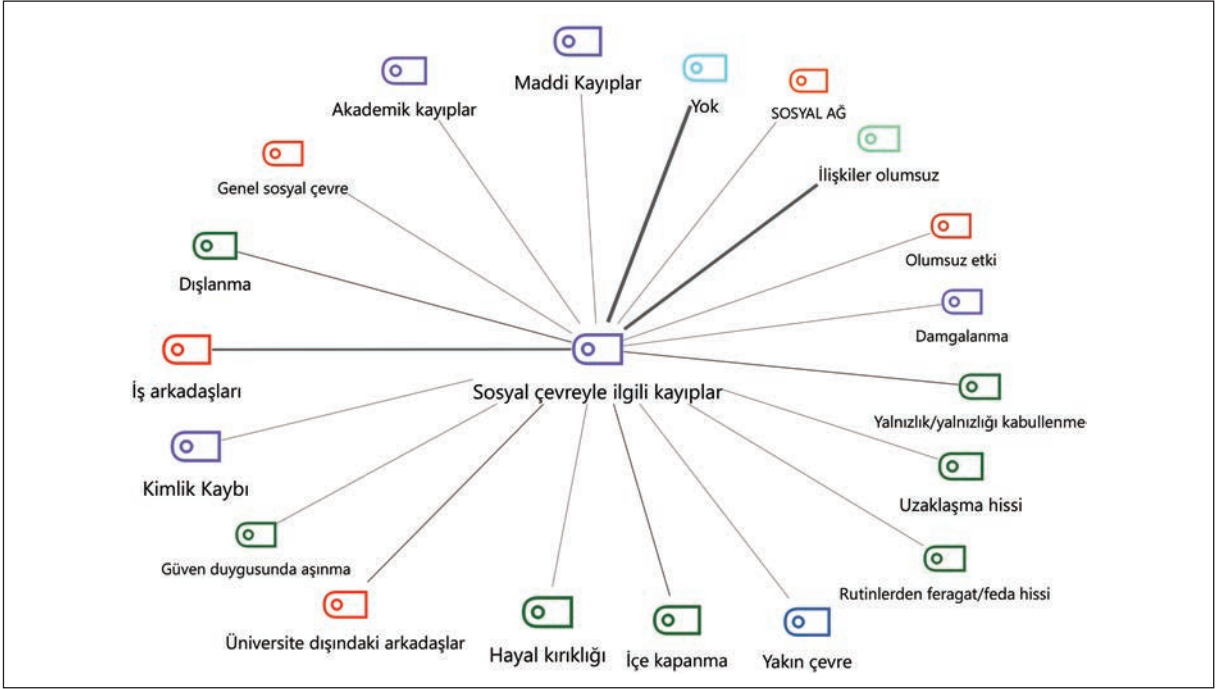 Maddi Kayıplar
Yok
Akademik kayıplar
SOSYAL AĞ
İlişkiler olumsuz
Genel sosyal çevre
Olumsuz etki
Dışlanma
Damgalanma
İş arkadaşları
Sosyal çevreyle ilgili kayıplar
Yalnızlık/yalnızlığı kabullenme
Kimlik Kaybı
Uzaklaşma hissi
Güven duygusunda aşınma
Rutinlerden feragat/feda hissi
Üniversite dışındaki arkadaşlar
Hayal kırıklığı
İçe kapanma
Yakın çevre